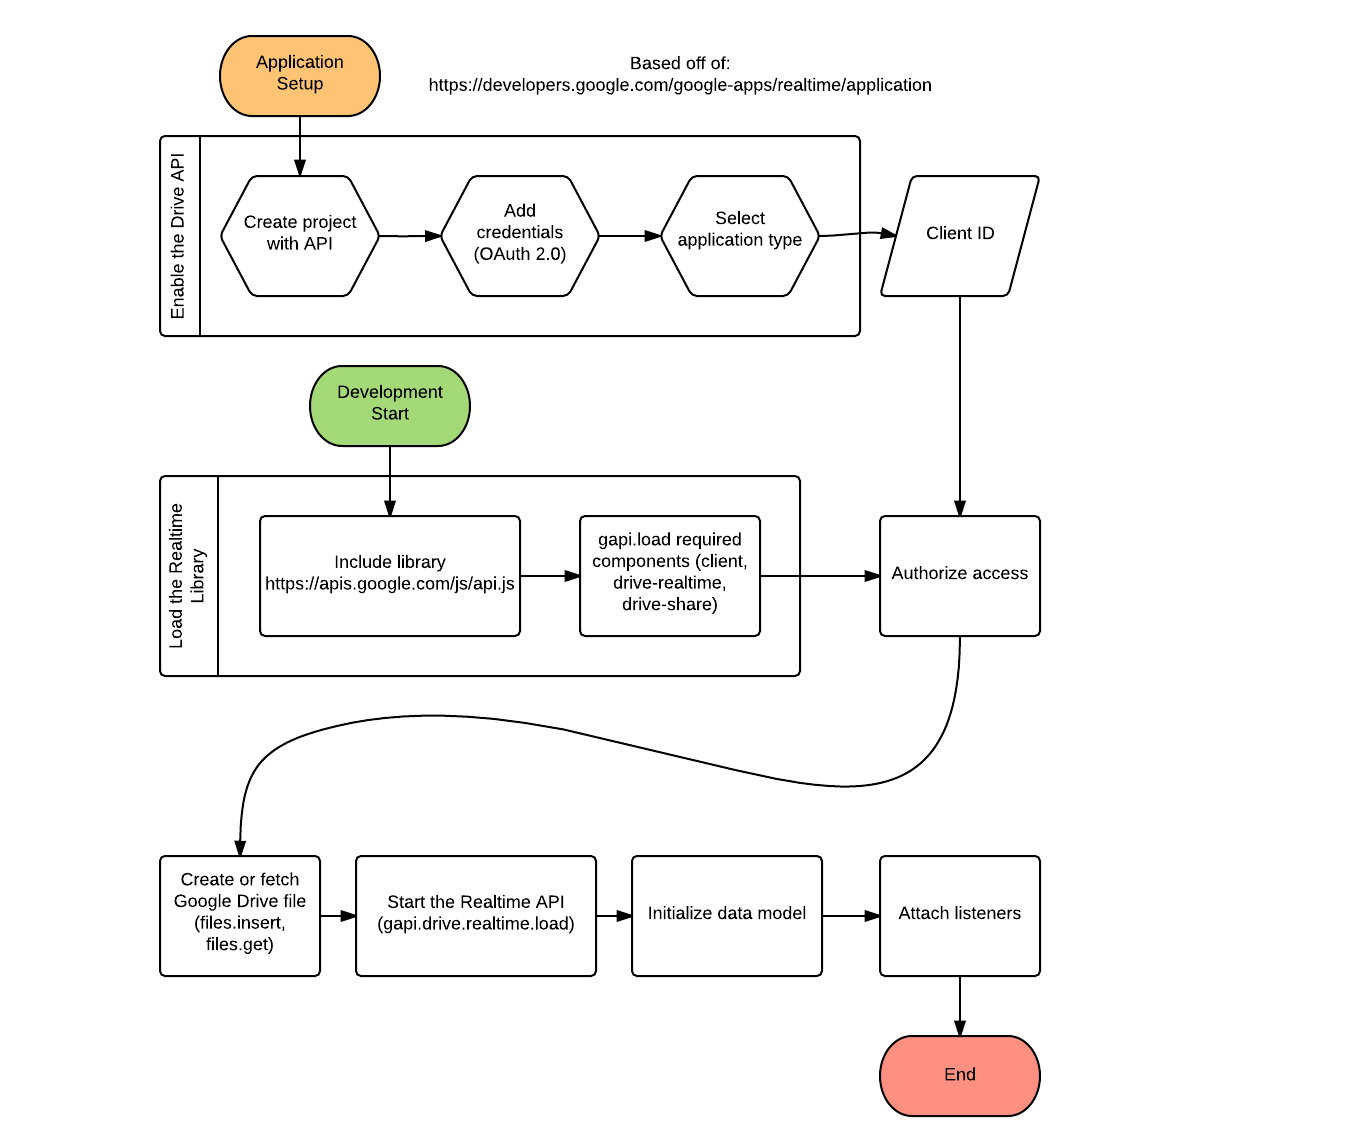 Application
Setup
Based off of:
https://developers.google.com/google-apps/realtime/application
Enable the Drive API
Create project
with API
Add
credentials
(OAuth 2.0)
Select
application type
Client ID
Development
Start
Load the Realtime
Library
Include library
https://apis.google.com/js/api.js
gapi.load required
components (client,
drive-realtime,
drive-share)
Authorize access
Create or fetch
Google Drive file
(files.insert,
files.get)
Start the Realtime API
(gapi.drive.realtime.load)
Initialize data model
Attach listeners
End